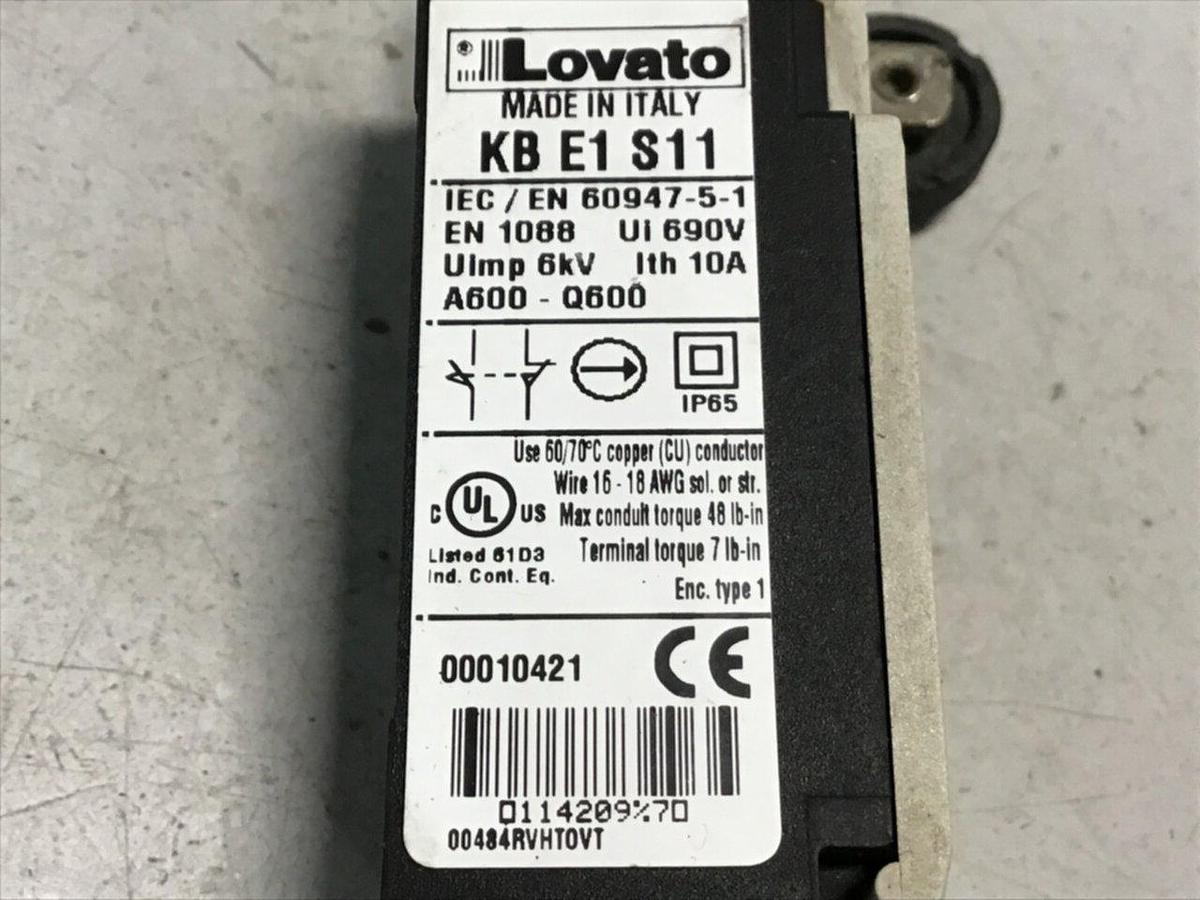 Lovato
MADE IN ITALY
KB E1 S11
IEC / EN 60947-5-1
EN 1088 Ui 690V
UImp 6kV Ith 10A
A600 - Q600
IP65
Use 60/70°C copper (CU) conductor
Wire 16 - 18 AWG sol. or str.
C UL US Max conduit torque 48 lb-in
Listed 61D3 Terminal torque 7 lb-in
Ind. Cont. Eq. Enc. type 1
00010421 CE
0114209%70
00484RVHTOVT